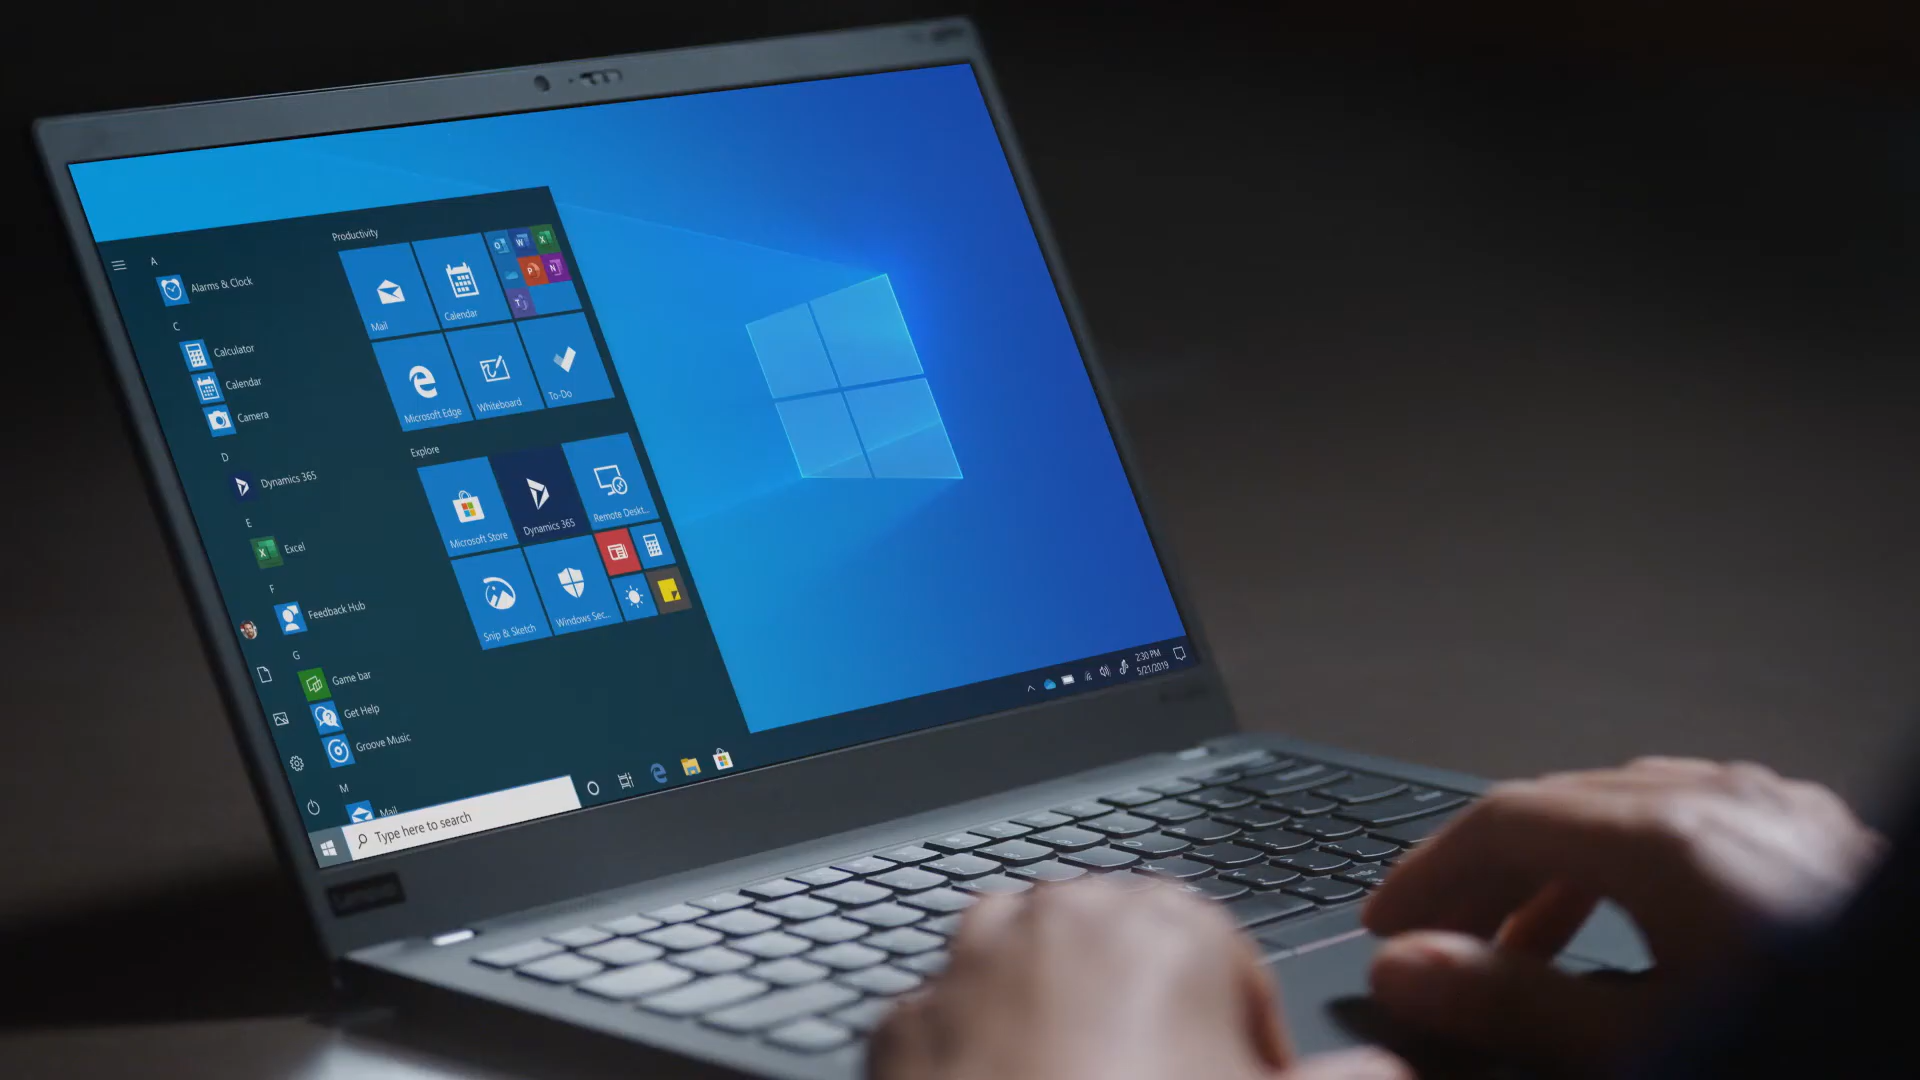 Productivity
A
Alarms & Clock
C
Calculator
Calendar
Camera
D
Dynamics 365
E
Excel
F
Feedback Hub
G
Game bar
Get Help
Groove Music
M
Mail
Mail
Calendar
Microsoft Edge
Whiteboard
To-Do
Explore
Microsoft Store
Dynamics 365
Remote Deskt...
Snip & Sketch
Windows Sec...
Type here to search
2:30 PM
5/21/2019
Lenovo